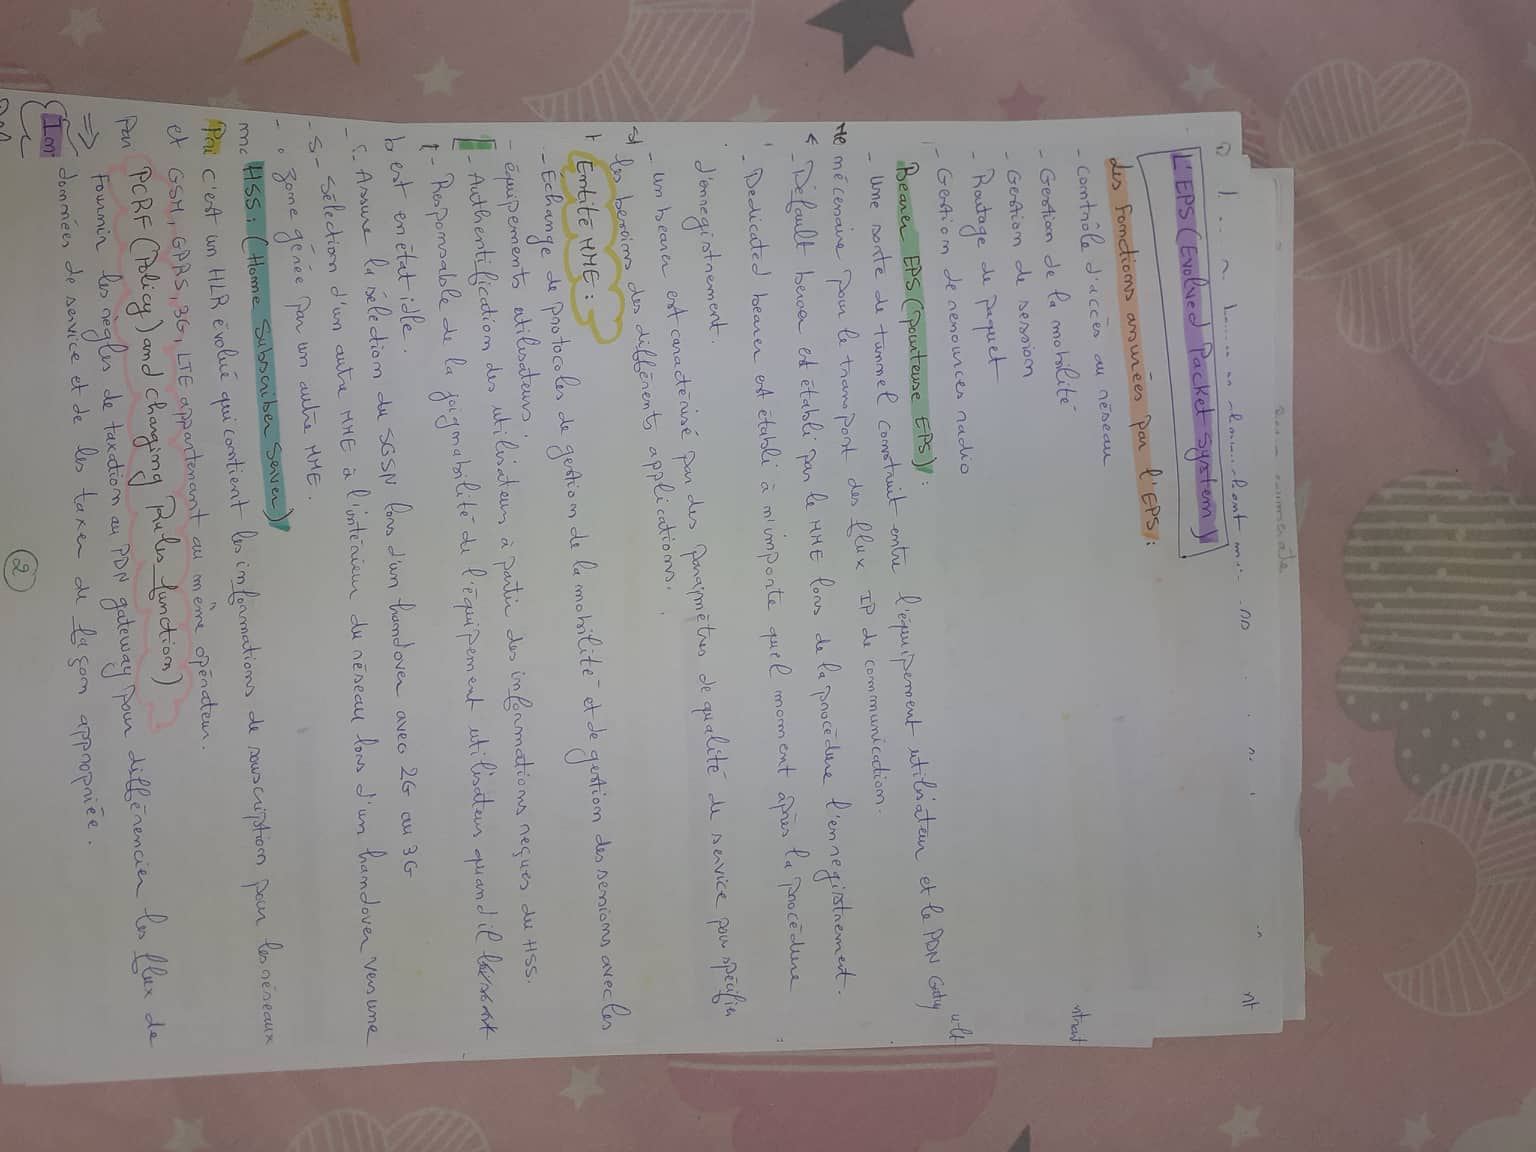 L'EPS (Evolved Packet System)
des fonctions assurées par l'EPS:
- contrôle d'accès au réseau
- Gestion de la mobilité
- Gestion de session
- Routage de paquet
- Gestion de ressources radio
Bearer EPS (porteuse EPS):
- une sorte de tunnel construit entre l'équipement utilisateur et le PDN
nécessaire pour le transport des flux IP de communication.
- Default bearer est établi par le MME lors de la procédure l'enregistrement.
- Dedicated bearer est établi à n'importe quel moment après la procédure
d'enregistrement.
- un bearer est caractérisé par des paramètres de qualité de service pour spécifier
les besoins des différents applications.
Entité MME:
- Echange de protocoles de gestion de la mobilité et de gestion des sessions avec les
équipements utilisateurs.
- Authentification des utilisateurs à partir des informations reçues du HSS.
- Responsable de la joignabilité de l'équipement utilisateur quand il
est en état idle.
- Assure la sélection du SGSN lors d'un handover avec 2G au 3G
- Sélection d'un autre MME à l'intérieur du réseau lors d'un handover vers une
zone gérée par un autre MME.
HSS: (Home Subscriber Server)
c'est un HLR évolué qui contient les informations de souscription pour les réseaux
GSM, GPRS, 3G, LTE appartenant au même opérateur.
PCRF (Policy) and charging Rules function)
Fournir les règles de taxation au PDN gateway pour différencier les flux de
données de service et de les taxer de façon appropriée.
2